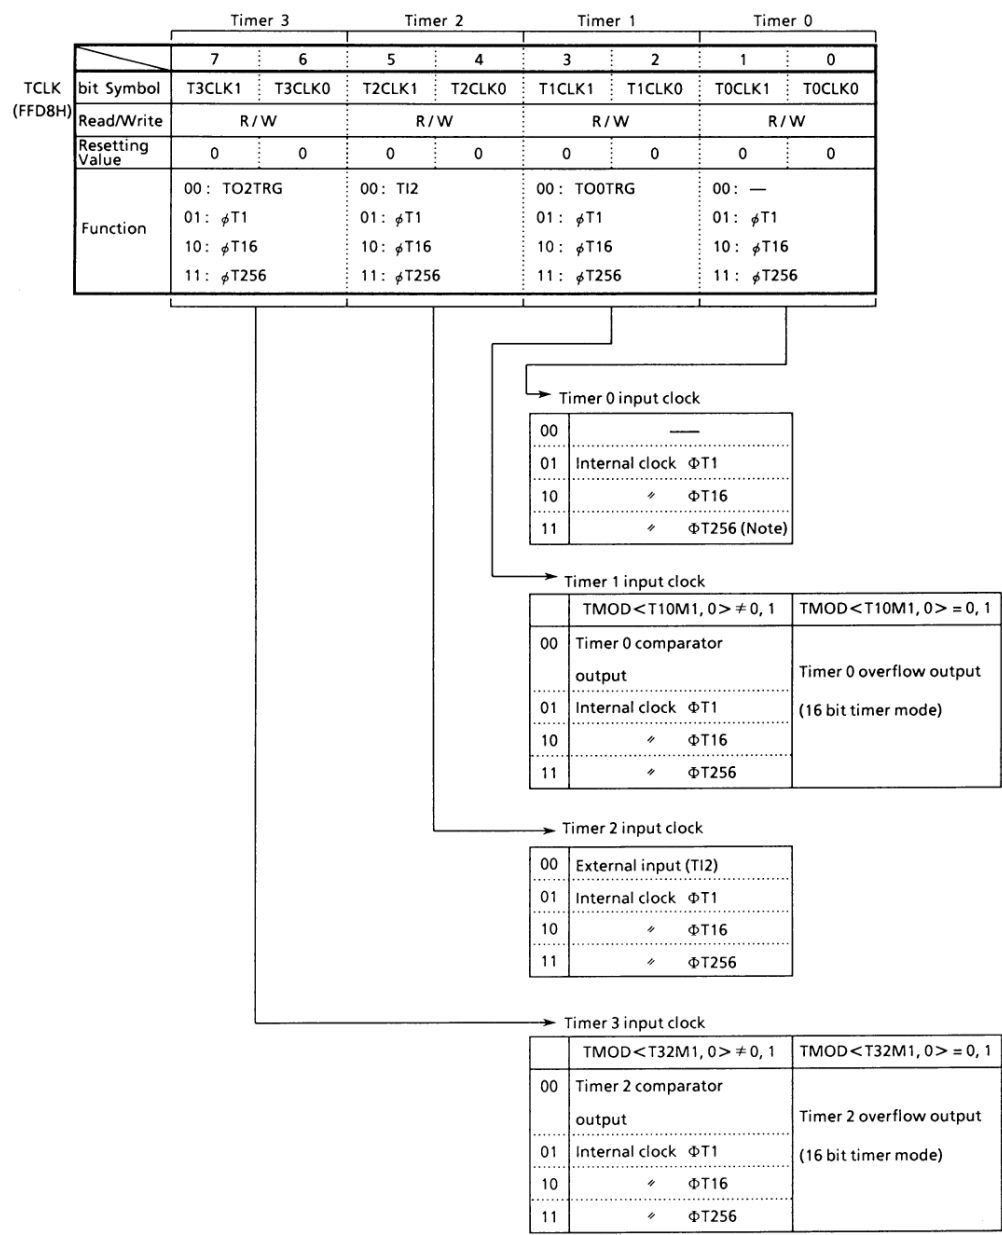 Timer 3 Timer 2 Timer 1 Timer 0
7 6 5 4 3 2 1 0
TCLK (FFD8H)
bit Symbol T3CLK1 T3CLK0 T2CLK1 T2CLK0 T1CLK1 T1CLK0 T0CLK1 T0CLK0
Read/Write R/W R/W R/W R/W
Resetting Value 0 0 0 0 0 0 0 0
Function
00: TO2TRG 00: TI2 00: TO0TRG 00: —
01: φT1 01: φT1 01: φT1 01: φT1
10: φT16 10: φT16 10: φT16 10: φT16
11: φT256 11: φT256 11: φT256 11: φT256
Timer 0 input clock
00 ——
01 Internal clock ΦT1
10 〃 ΦT16
11 〃 ΦT256 (Note)
Timer 1 input clock
TMOD<T10M1, 0> ≠ 0, 1 TMOD<T10M1, 0> = 0, 1
00 Timer 0 comparator
output
Timer 0 overflow output
01 Internal clock ΦT1
(16 bit timer mode)
10 〃 ΦT16
11 〃 ΦT256
Timer 2 input clock
00 External input (TI2)
01 Internal clock ΦT1
10 〃 ΦT16
11 〃 ΦT256
Timer 3 input clock
TMOD<T32M1, 0> ≠ 0, 1 TMOD<T32M1, 0> = 0, 1
00 Timer 2 comparator
output
Timer 2 overflow output
01 Internal clock ΦT1
(16 bit timer mode)
10 〃 ΦT16
11 〃 ΦT256